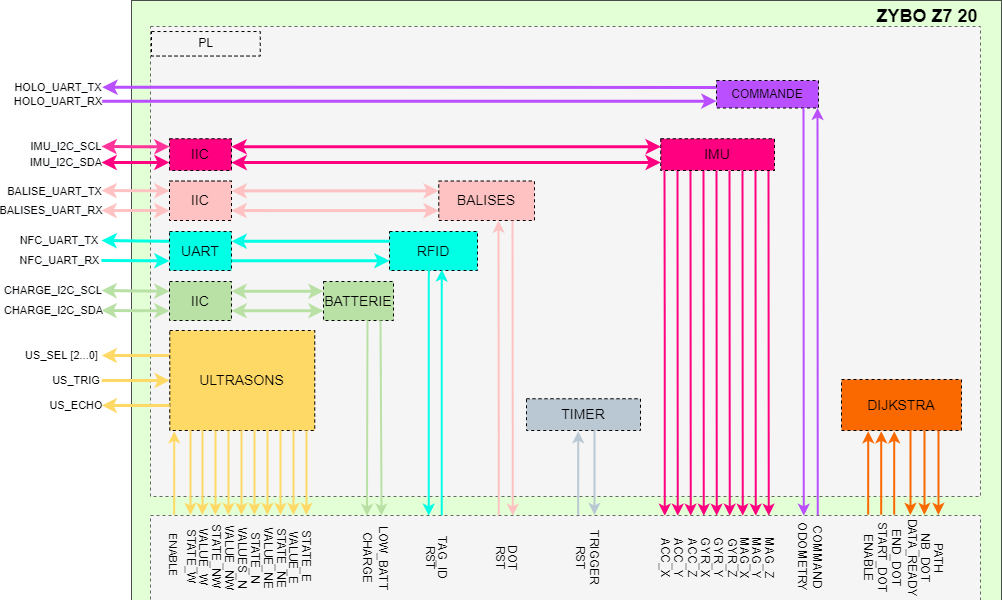 ZYBO Z7 20
PL
HOLO_UART_TX
HOLO_UART_RX
COMMANDE
IMU_I2C_SCL
IMU_I2C_SDA
IIC
IMU
BALISE_UART_TX
BALISES_UART_RX
IIC
BALISES
NFC_UART_TX
NFC_UART_RX
UART
RFID
CHARGE_I2C_SCL
CHARGE_I2C_SDA
IIC
BATTERIE
US_SEL [2...0]
US_TRIG
US_ECHO
ULTRASONS
TIMER
DIJKSTRA
ENABLE
STATE_W
VALUE_W
STATE_NW
VALUE_NW
VALUES_N
STATE_N
VALUE_NE
STATE_NE
VALUE_E
STATE_E
CHARGE
LOW_BATT
RST
TAG_ID
RST
DOT
RST
TRIGGER
ACC_X
ACC_Y
ACC_Z
GYR_X
GYR_Y
GYR_Z
MAG_X
MAG_Y
MAG_Z
ODOMETRY
COMMAND
ENABLE
START_DOT
END_DOT
DATA_READY
NB_DOT
PATH